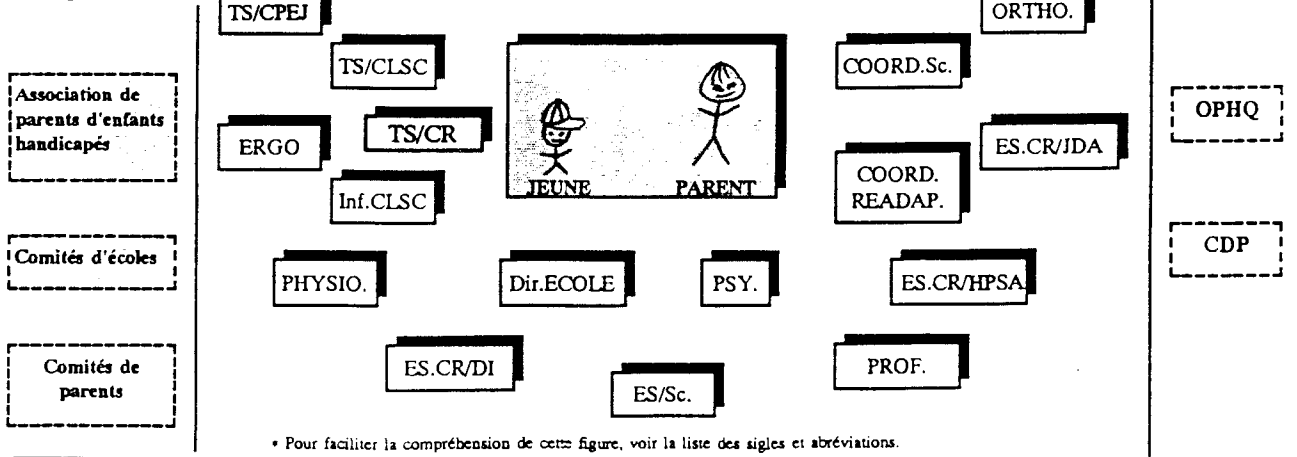 TS/CPEJ
ORTHO.
TS/CLSC
COORD.Sc.
Association de
parents d'enfants
handicapés
OPHQ
ERGO
TS/CR
ES.CR/JDA
COORD.
READAP.
JEUNE
PARENT
Inf.CLSC
Comités d'écoles
CDP
PHYSIO.
Dir.ECOLE
PSY.
ES.CR/HPSA
Comités de
parents
ES.CR/DI
PROF.
ES/Sc.
* Pour faciliter la compréhension de cette figure, voir la liste des sigles et abréviations.